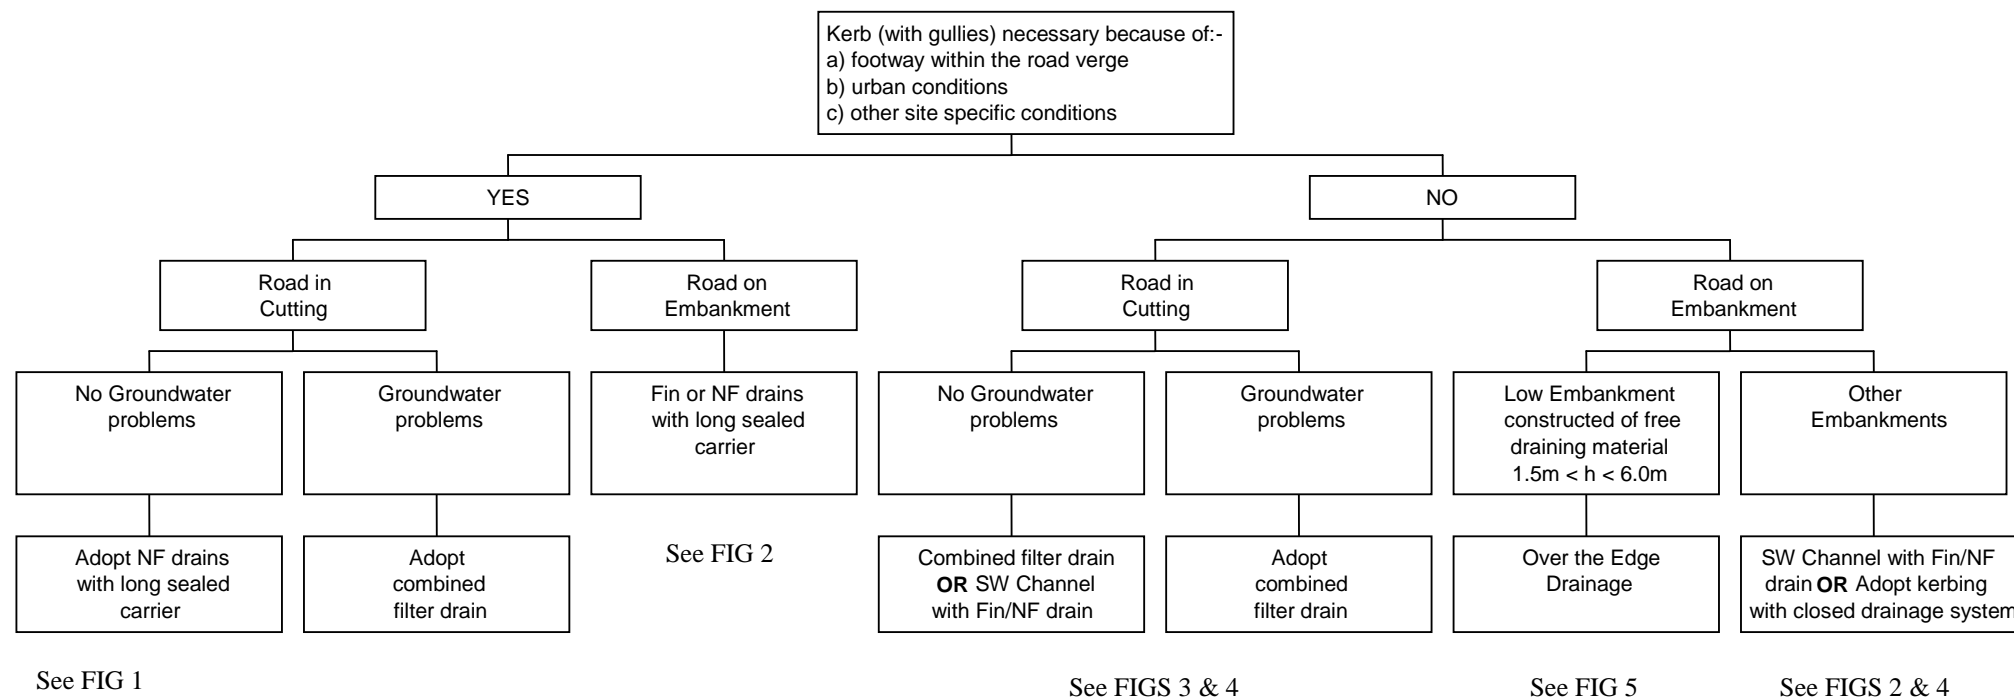 Kerb (with gullies) necessary because of:-
a) footway within the road verge
b) urban conditions
c) other site specific conditions
YES
NO
Road in
Cutting
Road on
Embankment
Road in
Cutting
Road on
Embankment
No Groundwater
problems
Groundwater
problems
Fin or NF drains
with long sealed
carrier
No Groundwater
problems
Groundwater
problems
Low Embankment
constructed of free
draining material
1.5m < h < 6.0m
Other
Embankments
Adopt NF drains
with long sealed
carrier
Adopt
combined
filter drain
See FIG 2
Combined filter drain
OR SW Channel
with Fin/NF drain
Adopt
combined
filter drain
Over the Edge
Drainage
SW Channel with Fin/NF
drain OR Adopt kerbing
with closed drainage system
See FIG 1
See FIGS 3 & 4
See FIG 5
See FIGS 2 & 4